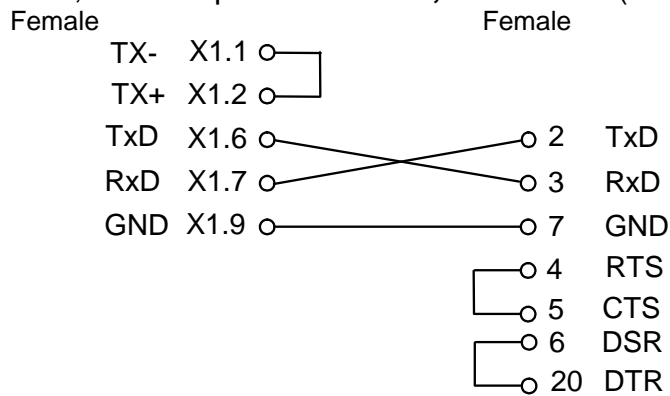 Female Female
TX- X1.1
TX+ X1.2
TxD X1.6 2 TxD
RxD X1.7 3 RxD
GND X1.9 7 GND
4 RTS
5 CTS
6 DSR
20 DTR